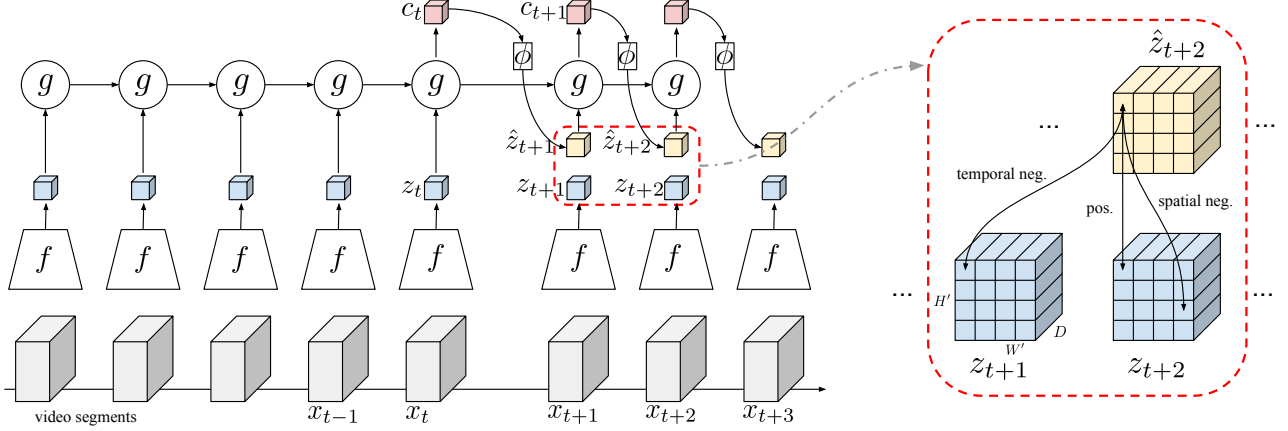 c_t c_{t+1}
ϕ ϕ ϕ
g g g g g g g
ẑ_{t+1} ẑ_{t+2}
z_t z_{t+1} z_{t+2}
f f f f f f f f
x_{t−1} x_t x_{t+1} x_{t+2} x_{t+3}
video segments
ẑ_{t+2}
... ...
temporal neg.
pos.
spatial neg.
... ...
H′
W′
D
z_{t+1} z_{t+2}